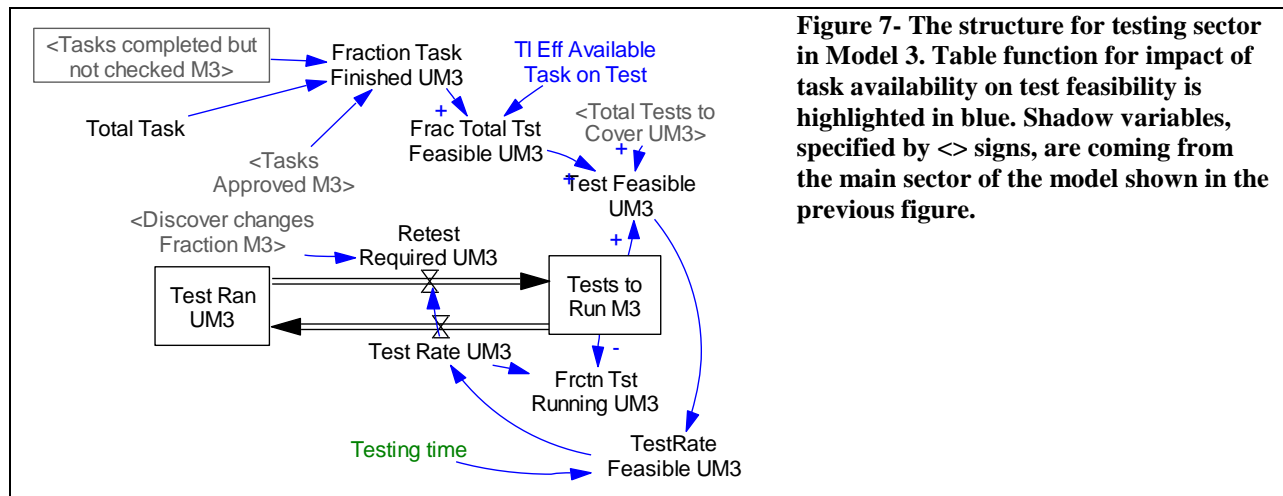 <Tasks completed but
not checked M3>
Fraction Task
Finished UM3
TI Eff Available
Task on Test
Total Task
<Tasks
Approved M3>
Frac Total Tst
Feasible UM3
<Total Tests to
Cover UM3>
Test Feasible
UM3
<Discover changes
Fraction M3>
Retest
Required UM3
Test Ran
UM3
Tests to
Run M3
Test Rate UM3
Frctn Tst
Running UM3
Testing time
TestRate
Feasible UM3
+
+
+
+
-
Figure 7- The structure for testing sector
in Model 3. Table function for impact of
task availability on test feasibility is
highlighted in blue. Shadow variables,
specified by <> signs, are coming from
the main sector of the model shown in the
previous figure.